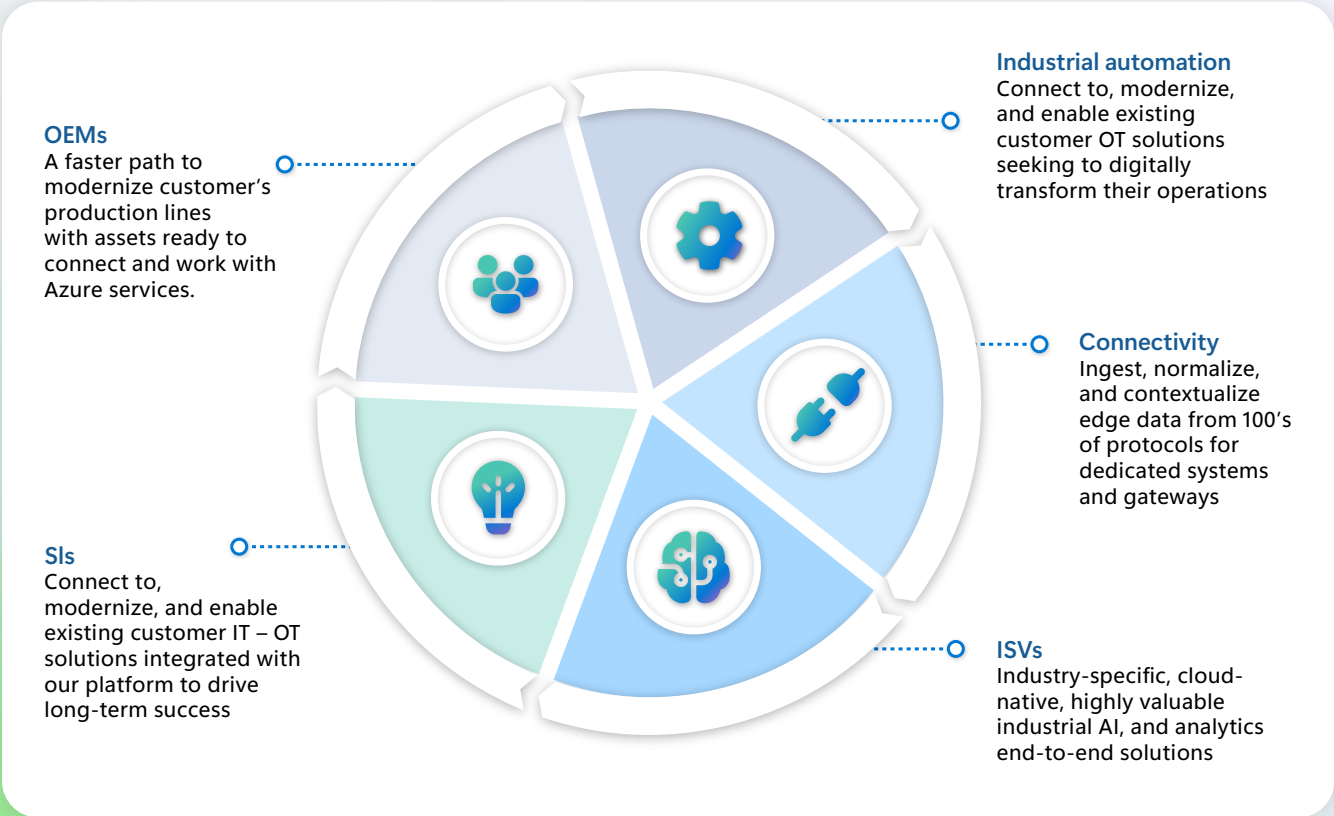 Industrial automation
Connect to, modernize,
and enable existing
customer OT solutions
seeking to digitally
transform their operations
OEMs
A faster path to
modernize customer’s
production lines
with assets ready to
connect and work with
Azure services.
Connectivity
Ingest, normalize,
and contextualize
edge data from 100’s
of protocols for
dedicated systems
and gateways
SIs
Connect to,
modernize, and enable
existing customer IT – OT
solutions integrated with
our platform to drive
long-term success
ISVs
Industry-specific, cloud-
native, highly valuable
industrial AI, and analytics
end-to-end solutions